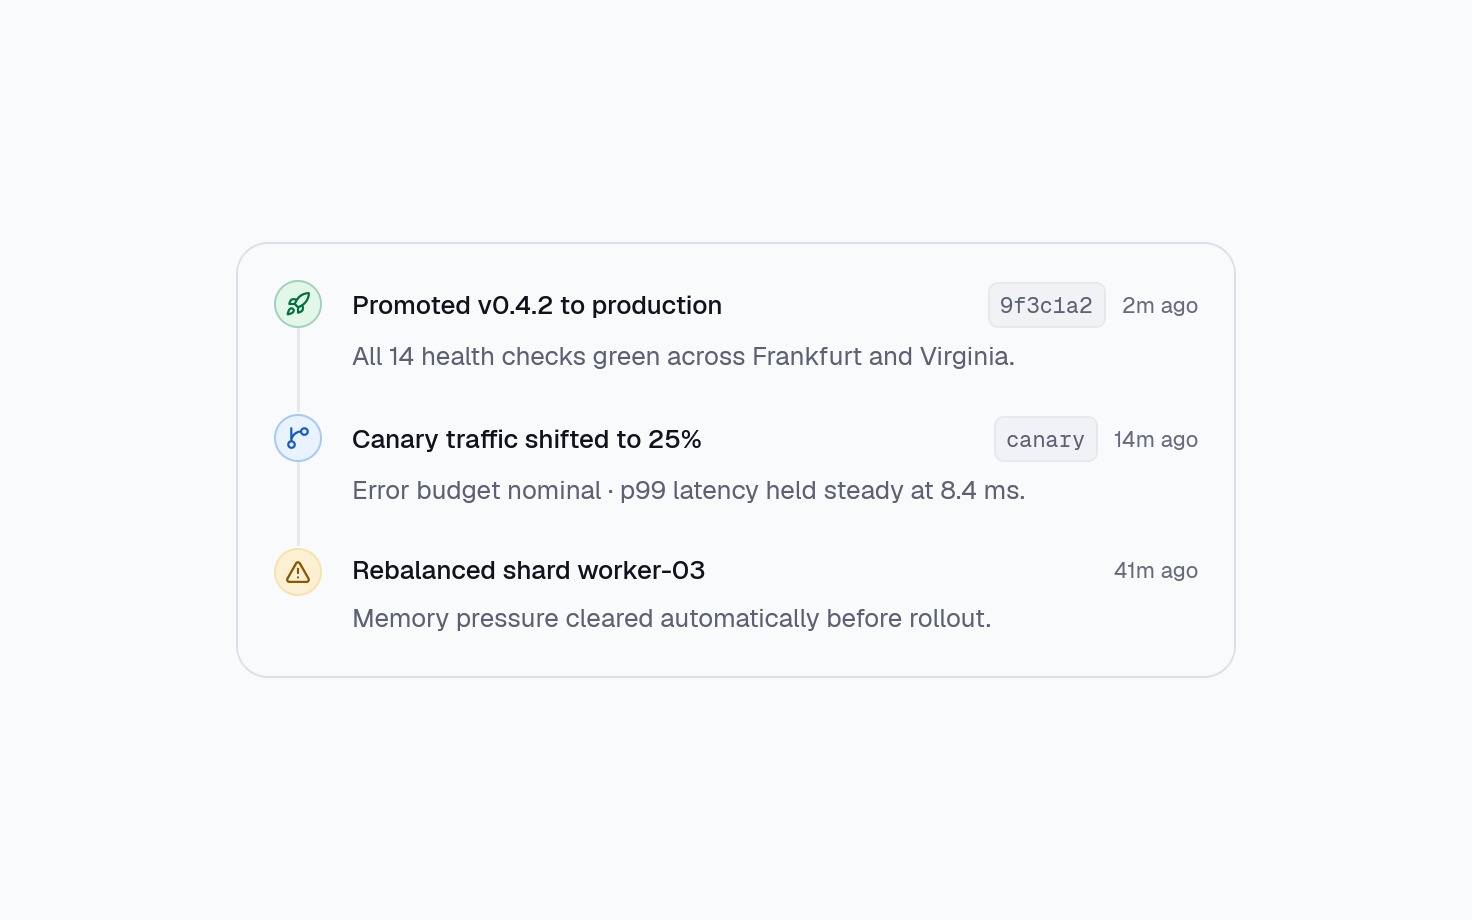 Promoted v0.4.2 to production 9f3c1a2 2m ago
All 14 health checks green across Frankfurt and Virginia.
Canary traffic shifted to 25% canary 14m ago
Error budget nominal · p99 latency held steady at 8.4 ms.
Rebalanced shard worker-03 41m ago
Memory pressure cleared automatically before rollout.